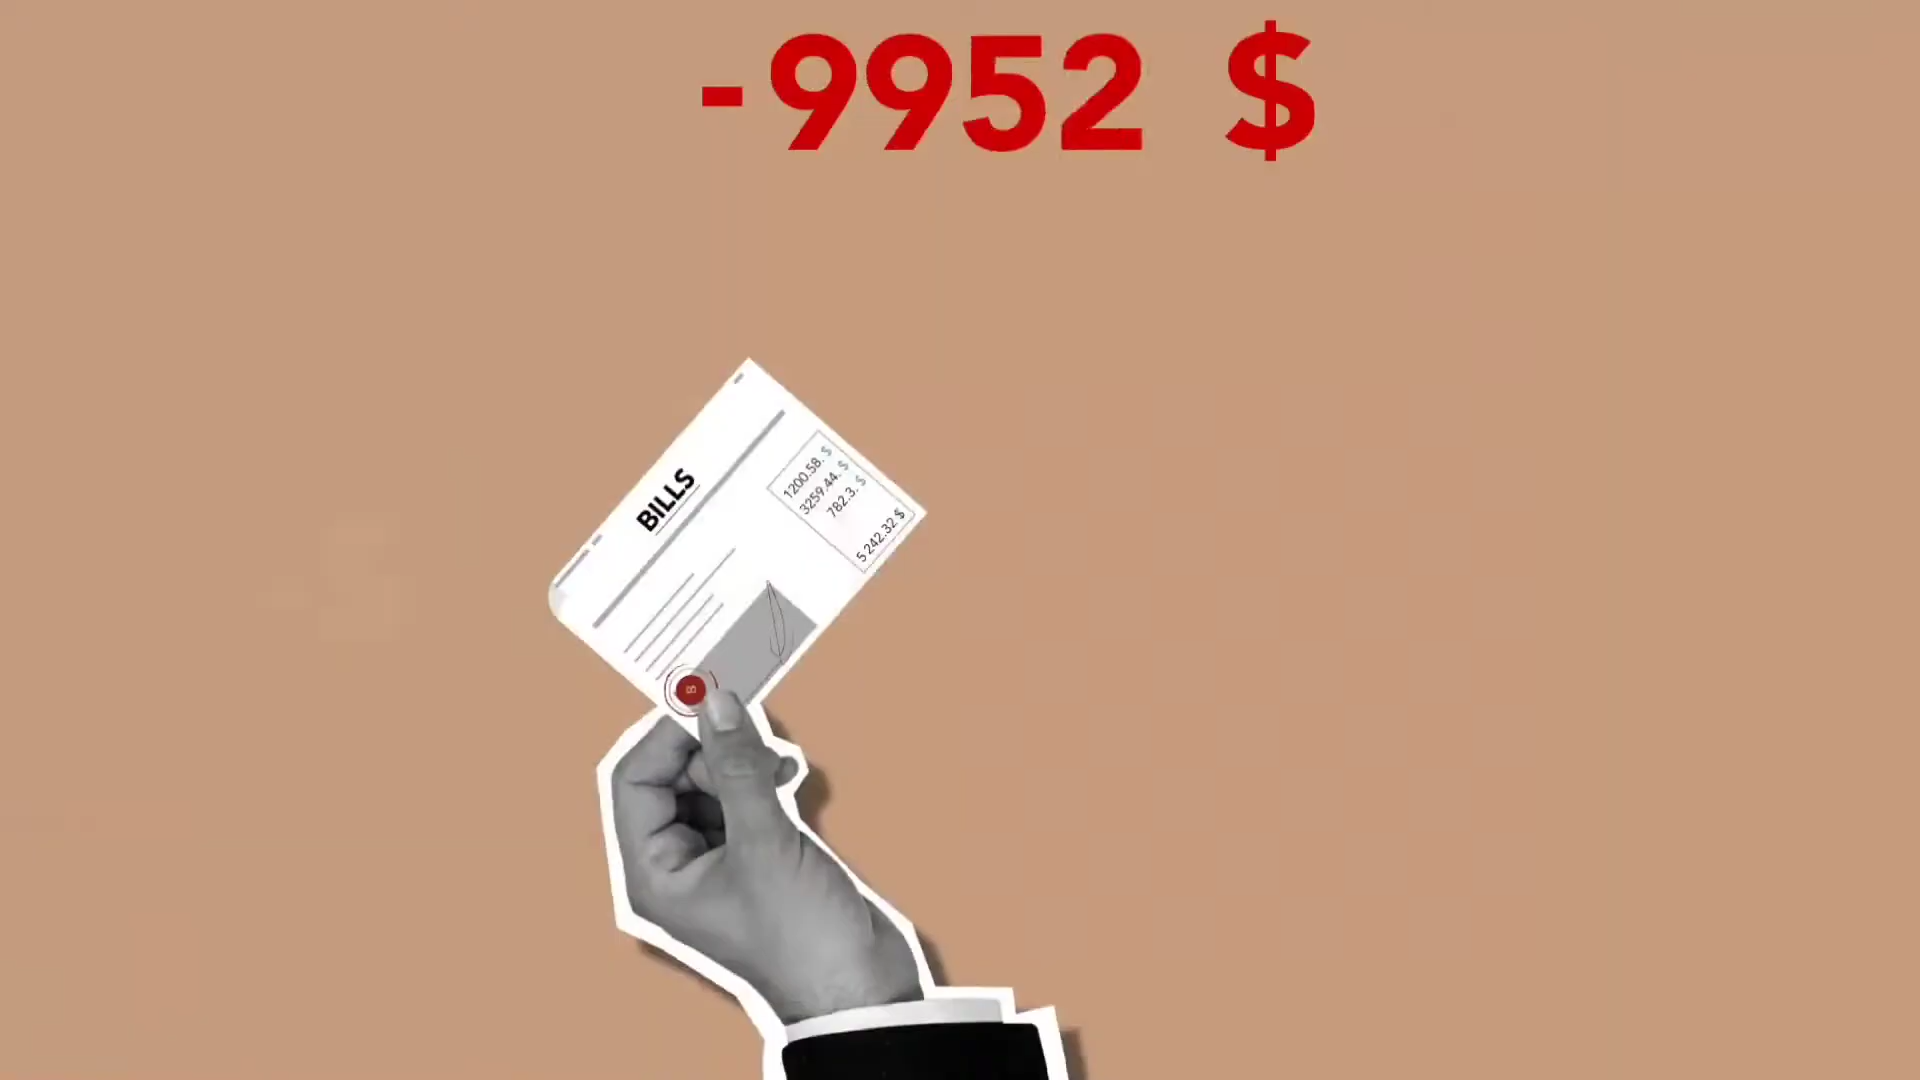 -9952 $
BILLS
1200.58. $
3259.44. $
782.3. $
5 242.32 $